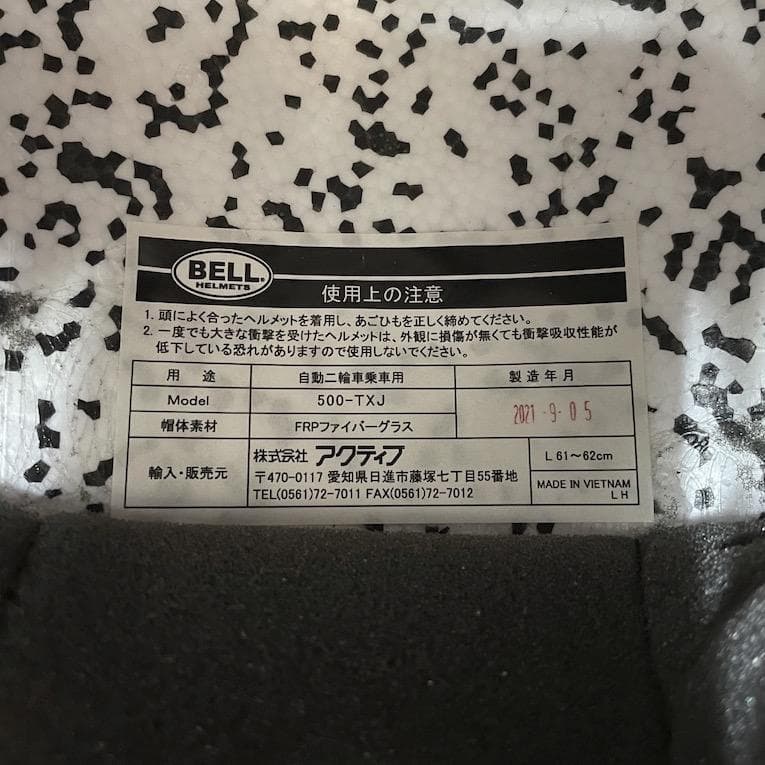 BELL
HELMETS
使用上の注意
1. 頭によく合ったヘルメットを着用し、あごひもを正しく締めてください。
2. 一度でも大きな衝撃を受けたヘルメットは、外観に損傷が無くても衝撃吸収性能が
低下している恐れがありますので使用しないでください。
用 途 自動二輪車乗車用 製造年月
Model 500-TXJ 2021-9-05
帽体素材 FRPファイバーグラス
輸入・販売元 株式会社 アクティブ L 61～62cm
〒470-0117 愛知県日進市藤塚七丁目55番地
TEL(0561)72-7011 FAX(0561)72-7012 MADE IN VIETNAM
L H